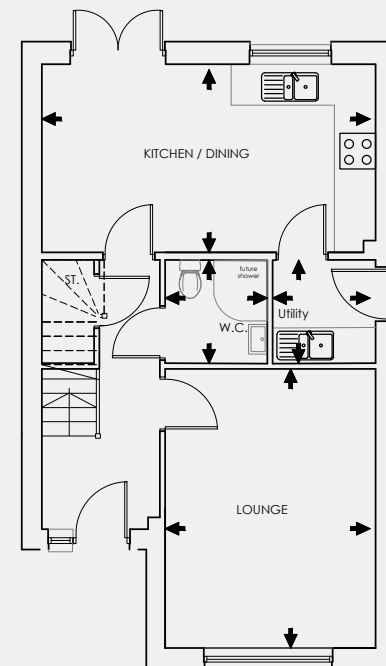 KITCHEN / DINING
ST.
future
shower
W.C.
Utility
LOUNGE